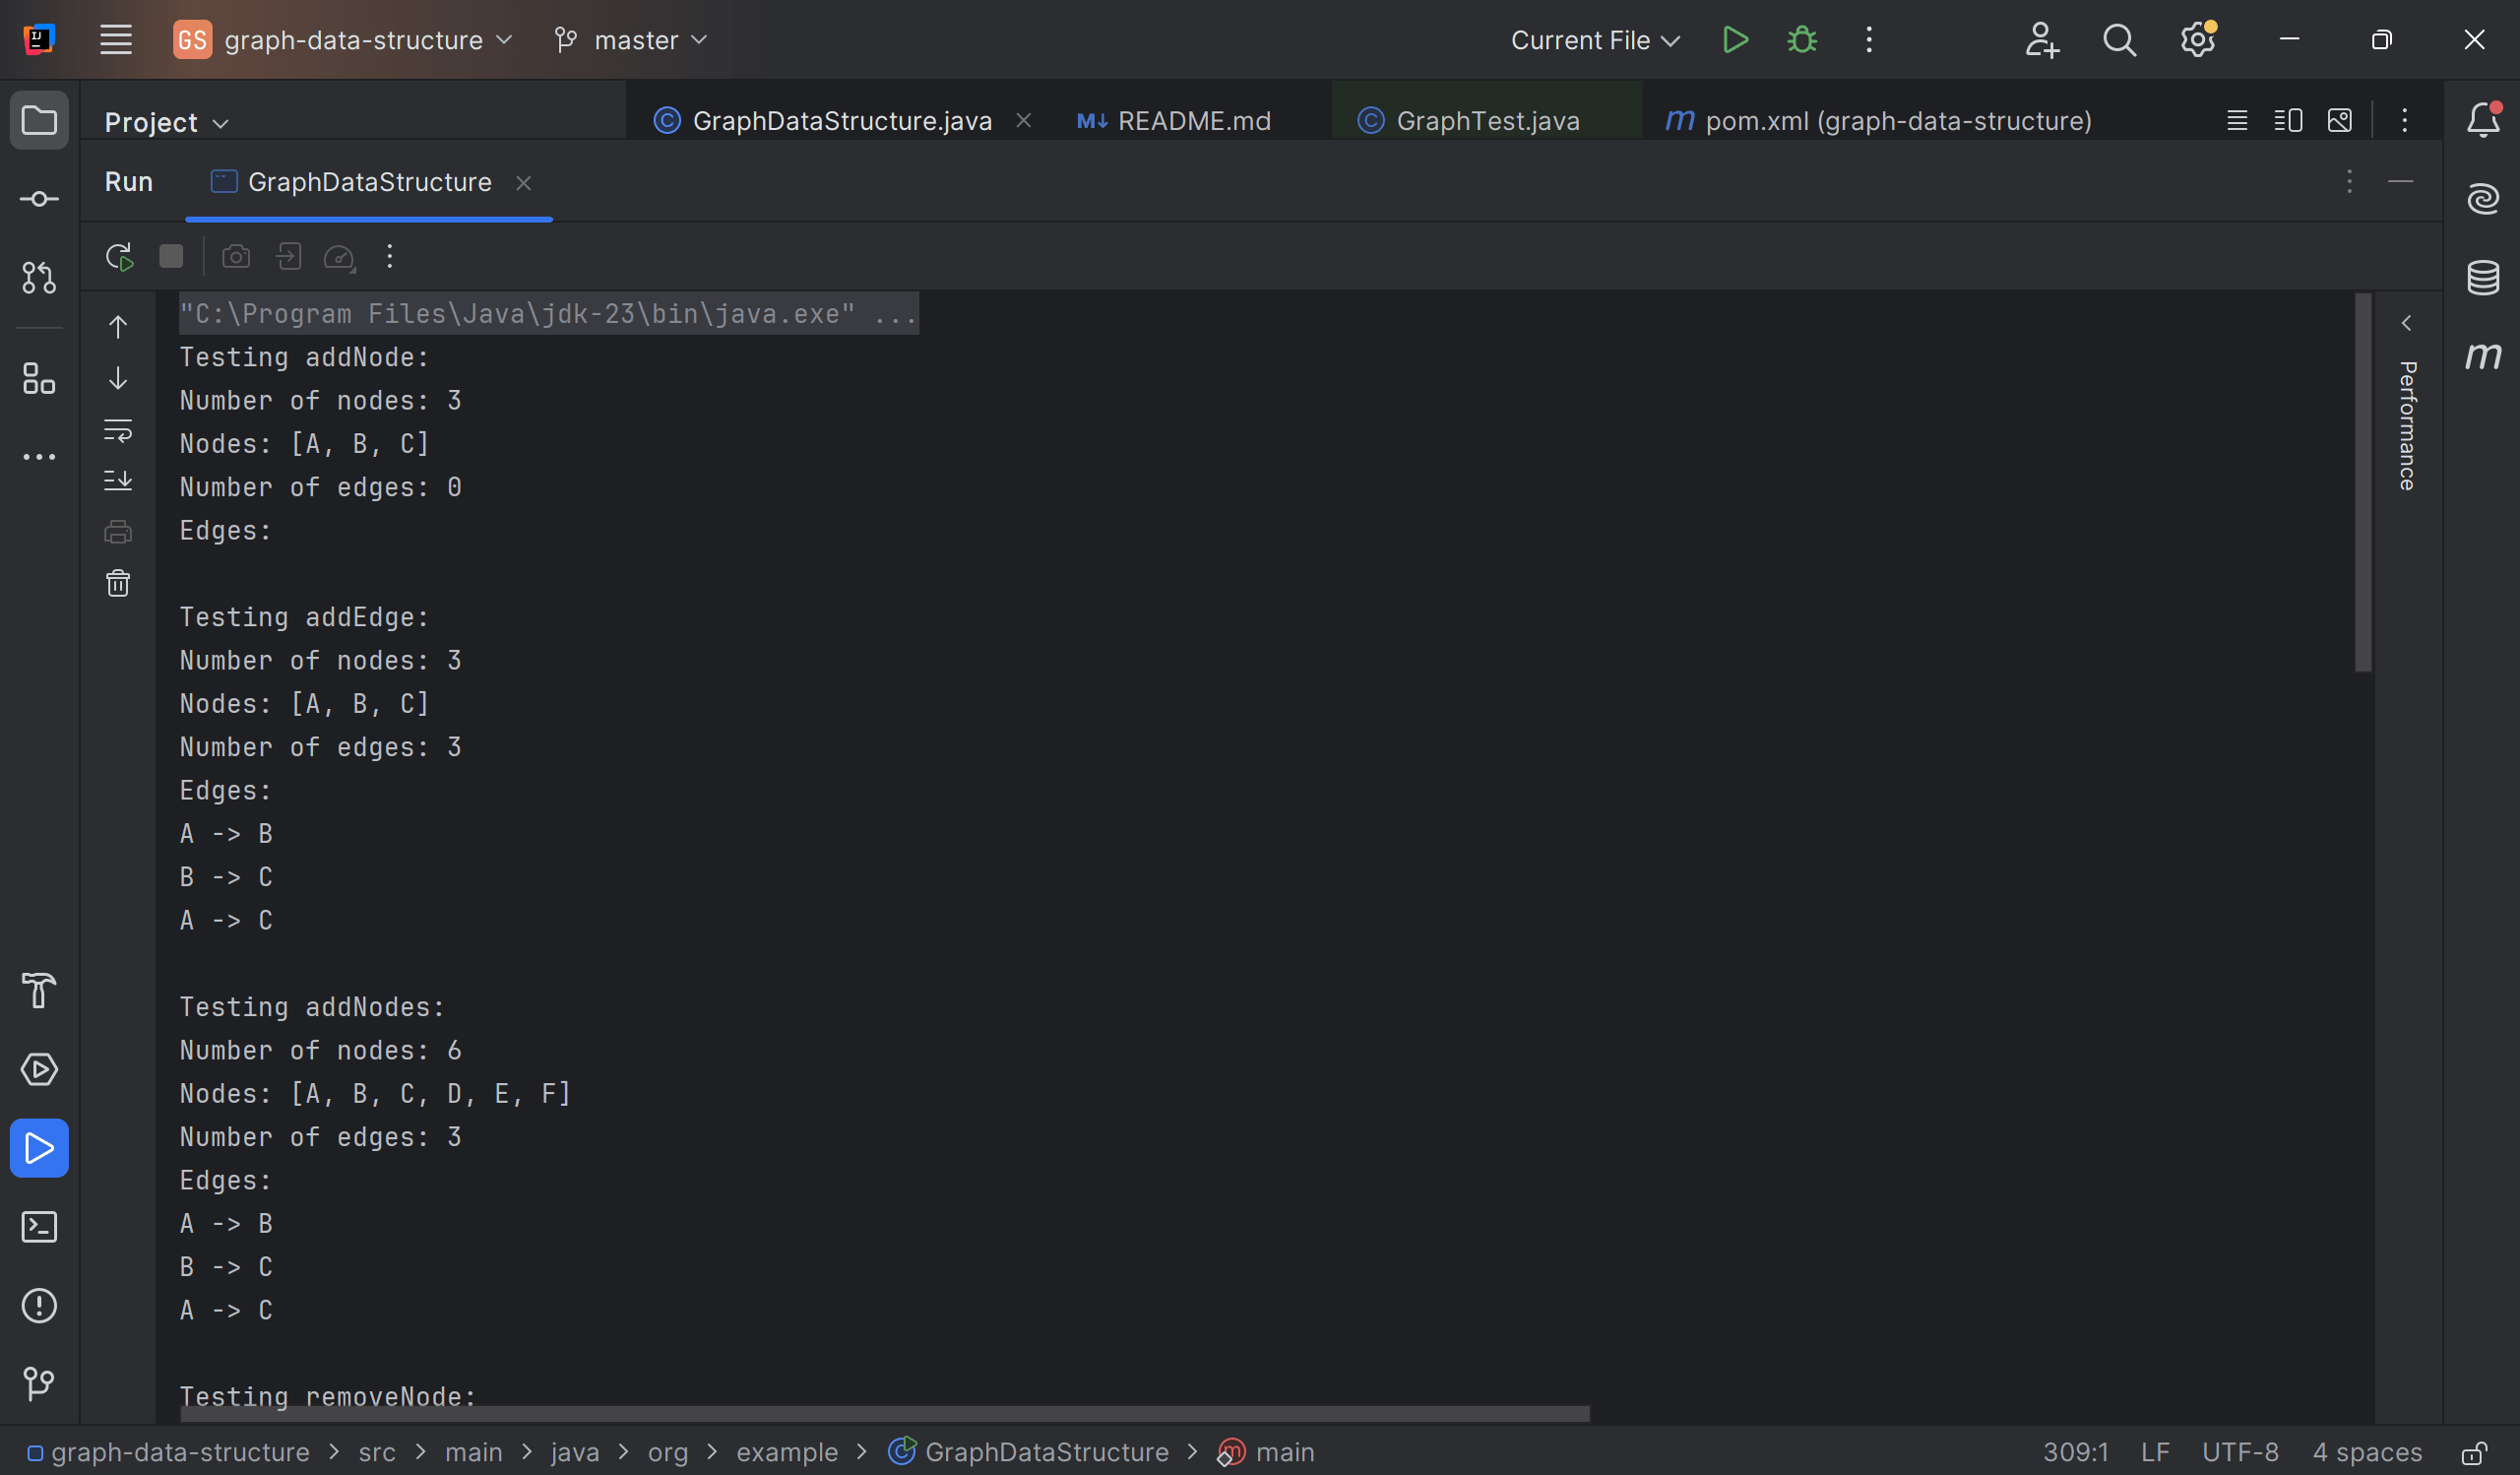 GS graph-data-structure master Current File
Project GraphDataStructure.java M↓ README.md GraphTest.java m pom.xml (graph-data-structure)
Run GraphDataStructure
"C:\Program Files\Java\jdk-23\bin\java.exe" ...
Testing addNode:
Number of nodes: 3
Nodes: [A, B, C]
Number of edges: 0
Edges:
Testing addEdge:
Number of nodes: 3
Nodes: [A, B, C]
Number of edges: 3
Edges:
A -> B
B -> C
A -> C
Testing addNodes:
Number of nodes: 6
Nodes: [A, B, C, D, E, F]
Number of edges: 3
Edges:
A -> B
B -> C
A -> C
Testing removeNode:
Performance
graph-data-structure > src > main > java > org > example > GraphDataStructure > main 309:1 LF UTF-8 4 spaces